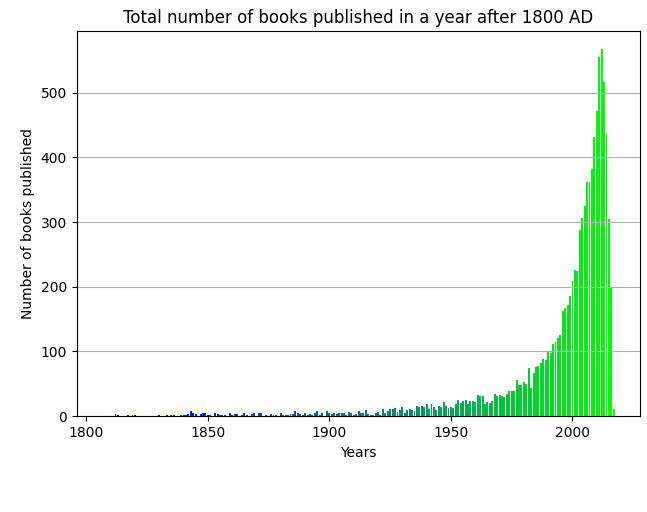 Total number of books published in a year after 1800 AD
Number of books published
500
400
300
200
100
0
1800 1850 1900 1950 2000
Years